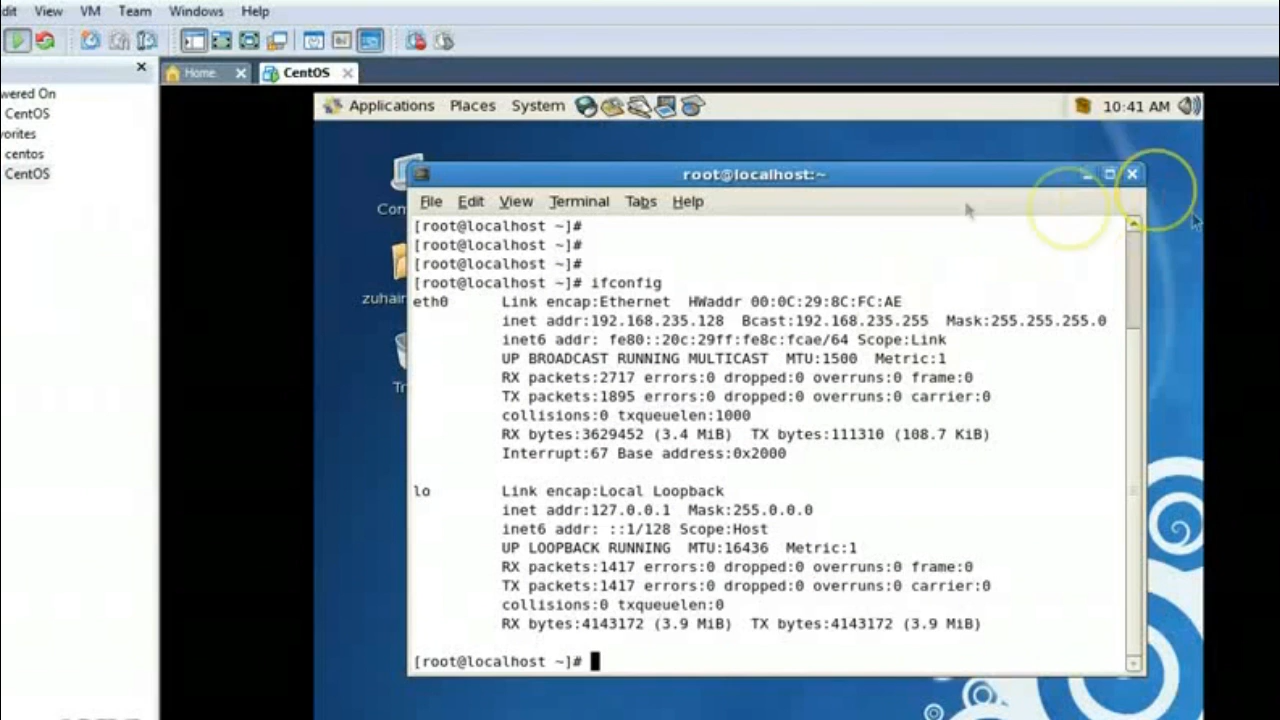 dit View VM Team Windows Help
Home CentOS
wered On
CentOS
vorites
centos
CentOS
Applications Places System 10:41 AM
root@localhost:~
File Edit View Terminal Tabs Help
Con
zuhair
Tr
[root@localhost ~]#
[root@localhost ~]#
[root@localhost ~]#
[root@localhost ~]# ifconfig
eth0 Link encap:Ethernet HWaddr 00:0C:29:8C:FC:AE
inet addr:192.168.235.128 Bcast:192.168.235.255 Mask:255.255.255.0
inet6 addr: fe80::20c:29ff:fe8c:fcae/64 Scope:Link
UP BROADCAST RUNNING MULTICAST MTU:1500 Metric:1
RX packets:2717 errors:0 dropped:0 overruns:0 frame:0
TX packets:1895 errors:0 dropped:0 overruns:0 carrier:0
collisions:0 txqueuelen:1000
RX bytes:3629452 (3.4 MiB) TX bytes:111310 (108.7 KiB)
Interrupt:67 Base address:0x2000
lo Link encap:Local Loopback
inet addr:127.0.0.1 Mask:255.0.0.0
inet6 addr: ::1/128 Scope:Host
UP LOOPBACK RUNNING MTU:16436 Metric:1
RX packets:1417 errors:0 dropped:0 overruns:0 frame:0
TX packets:1417 errors:0 dropped:0 overruns:0 carrier:0
collisions:0 txqueuelen:0
RX bytes:4143172 (3.9 MiB) TX bytes:4143172 (3.9 MiB)
[root@localhost ~]#